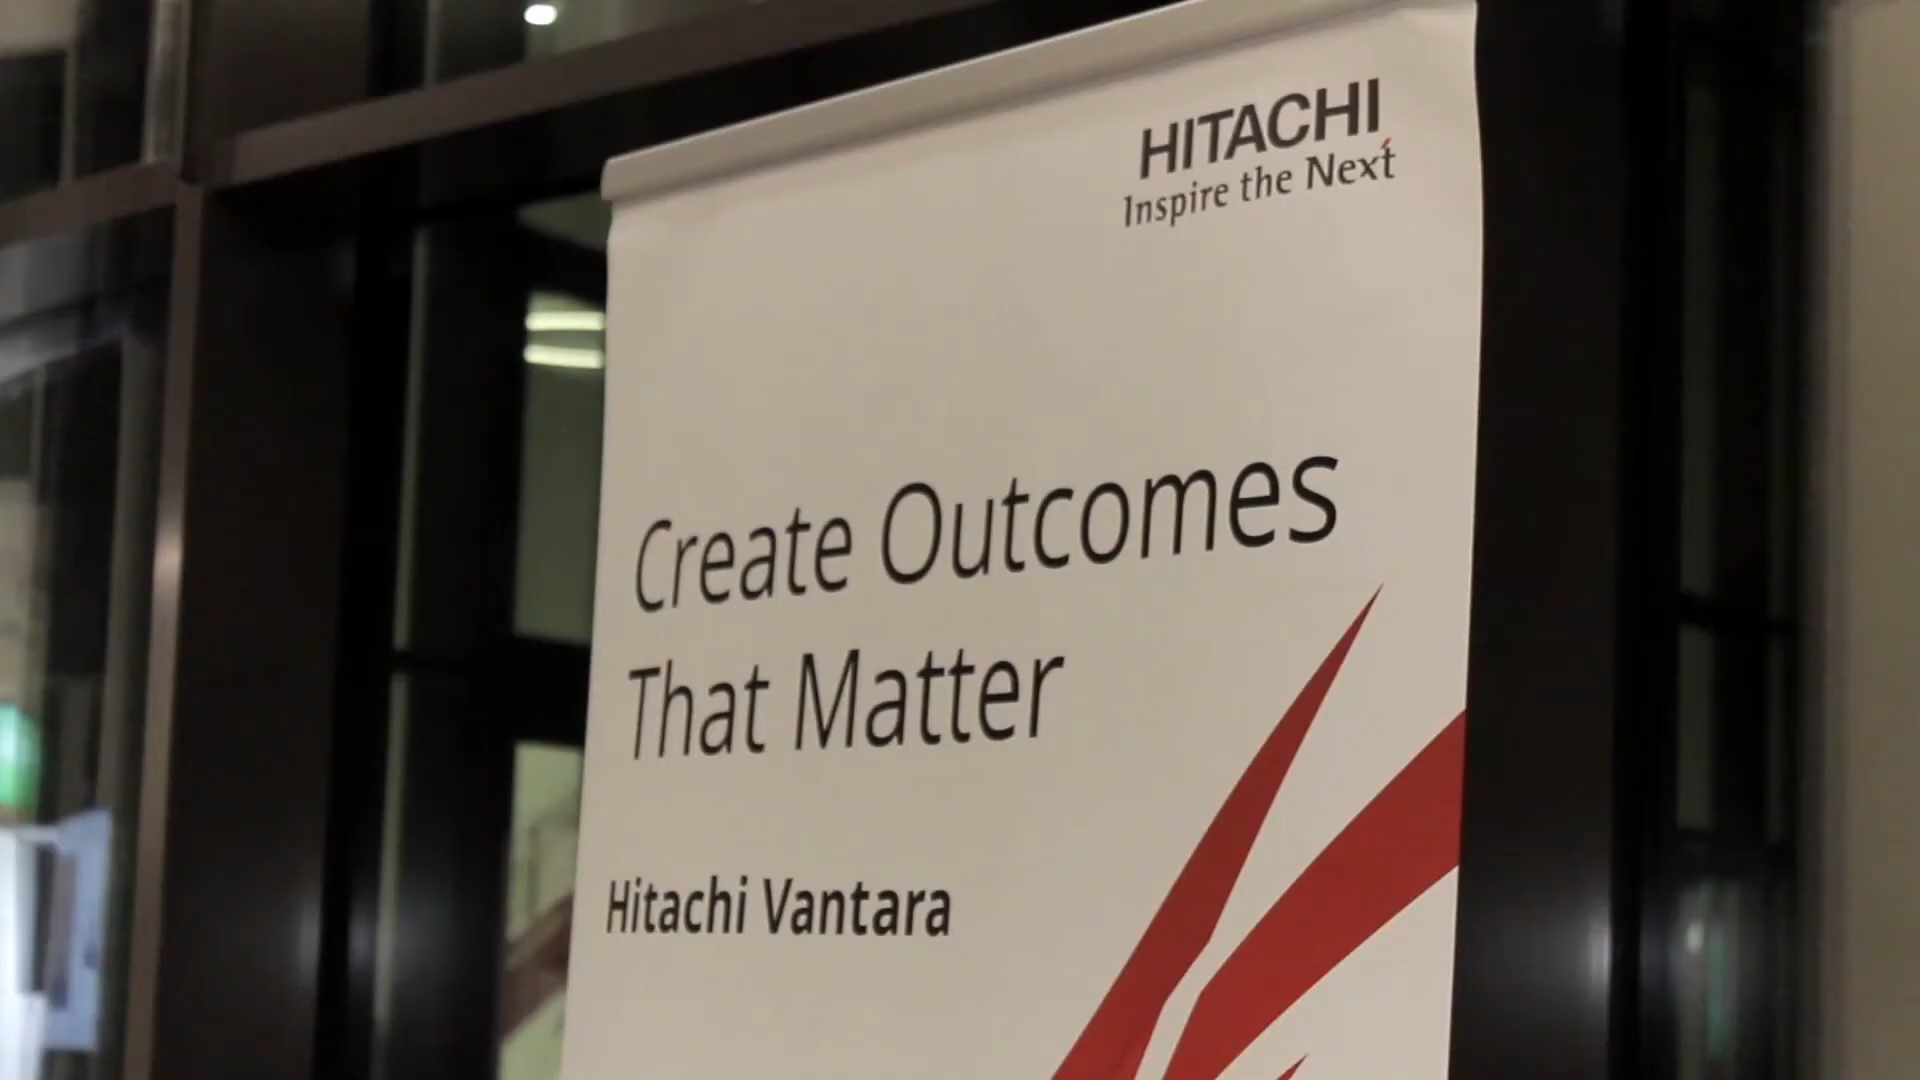 HITACHI
Inspire the Next
Create Outcomes
That Matter
Hitachi Vantara